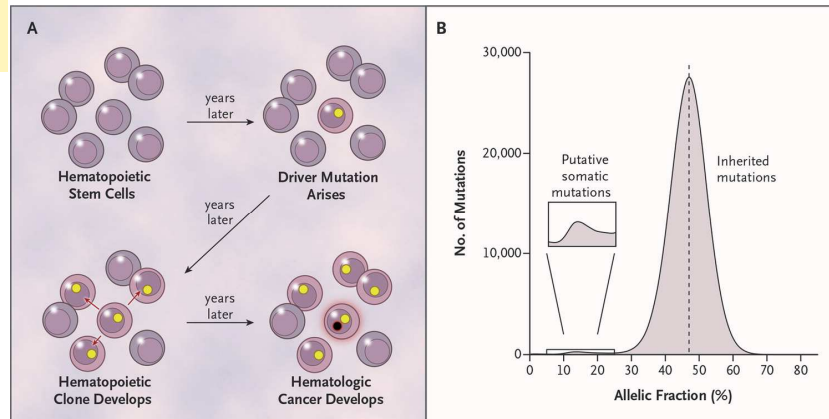 A
years
later
Hematopoietic
Stem Cells
Driver Mutation
Arises
years
later
years
later
Hematopoietic
Clone Develops
Hematologic
Cancer Develops
B
30,000
20,000
10,000
0
No. of Mutations
Putative
somatic
mutations
Inherited
mutations
0 10 20 30 40 50 60 70 80
Allelic Fraction (%)